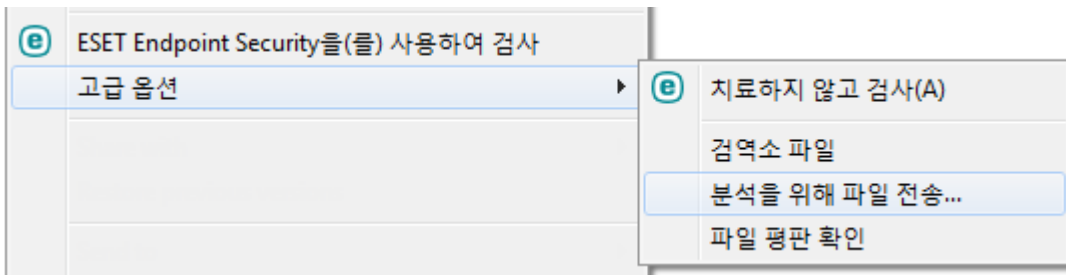 ESET Endpoint Security을(를) 사용하여 검사
고급 옵션
치료하지 않고 검사(A)
검역소 파일
분석을 위해 파일 전송...
파일 평판 확인